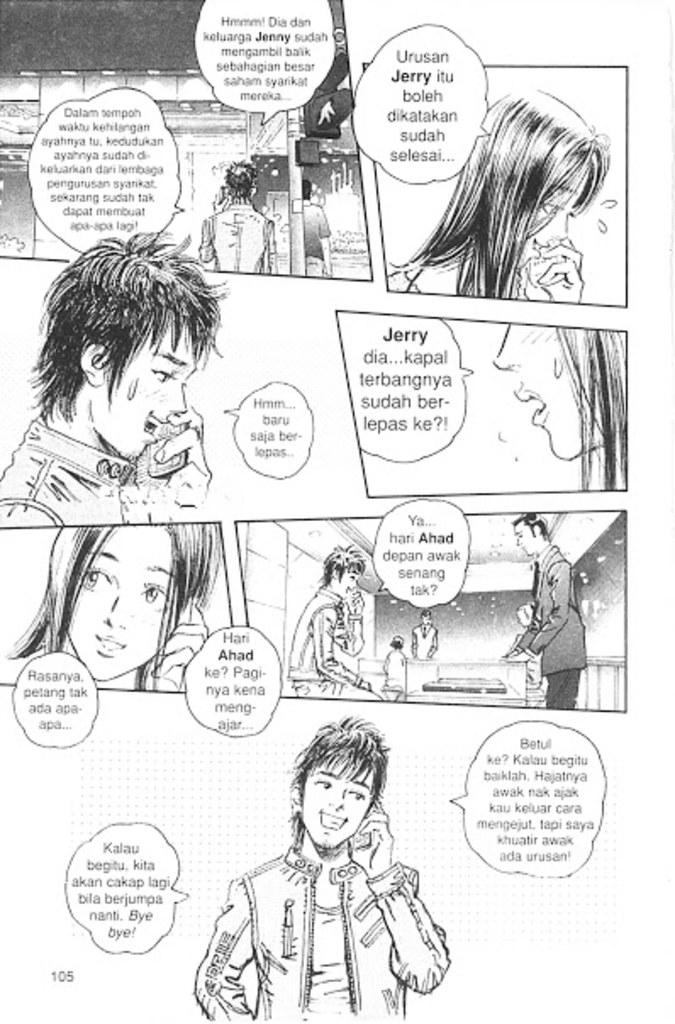 Hmmm! Dia dan
keluarga Jenny sudah
mengambil balik
sebahagian besar
saham syarikat
mereka...
Dalam tempoh
waktu kehilangan
ayahnya tu, kedudukan
ayahnya sudah di-
keluarkan dari lembaga
pengurusan syarikat,
sekarang sudah tak
dapat membuat
apa-apa lagi!
Urusan
Jerry itu
boleh
dikatakan
sudah
selesai...
Jerry
dia...kapal
terbangnya
sudah ber-
lepas ke?!
Hmm...
baru
saja ber-
lepas..
Ya...
hari Ahad
depan awak
senang
tak?
Hari
Ahad
ke? Pagi-
nya kena
meng-
ajar...
Rasanya,
petang tak
ada apa-
apa...
Betul
ke? Kalau begitu
baiklah. Hajatnya
awak nak ajak
kau keluar cara
mengejut, tapi saya
khuatir awak
ada urusan!
Kalau
begitu, kita
akan cakap lagi
bila berjumpa
nanti. Bye
bye!
105